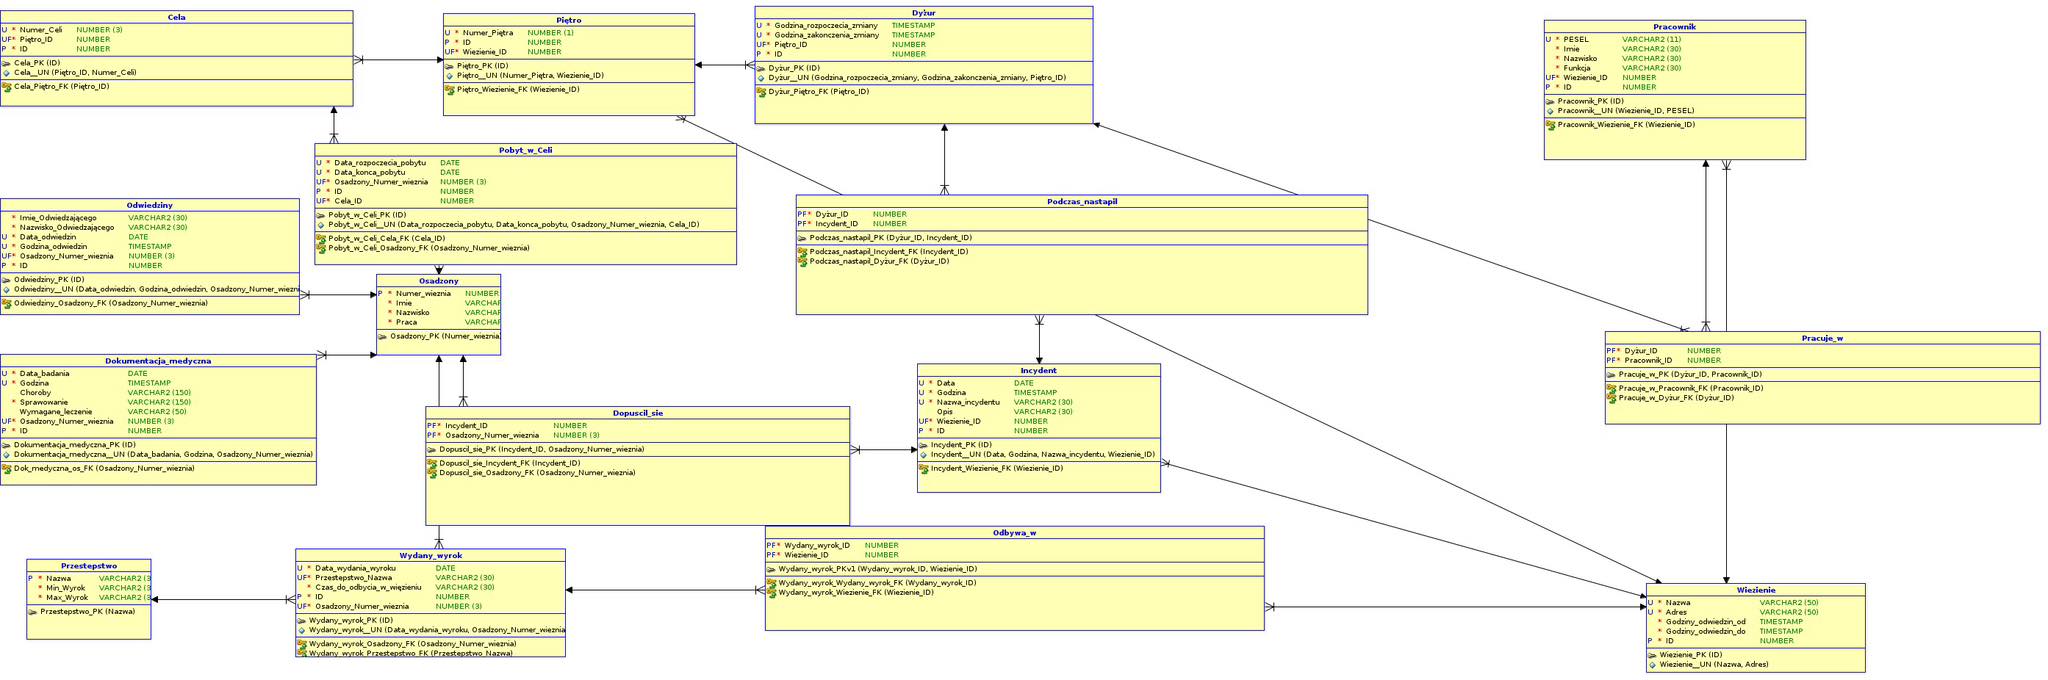 Cela
U * Numer_Celi NUMBER (3)
UF* Piętro_ID NUMBER
P * ID NUMBER
Cela_PK (ID)
Cela__UN (Piętro_ID, Numer_Celi)
Cela_Piętro_FK (Piętro_ID)
Piętro
U * Numer_Piętra NUMBER (1)
P * ID NUMBER
UF* Wiezienie_ID NUMBER
Piętro_PK (ID)
Piętro__UN (Numer_Piętra, Wiezienie_ID)
Piętro_Wiezienie_FK (Wiezienie_ID)
Dyżur
U * Godzina_rozpoczecia_zmiany TIMESTAMP
U * Godzina_zakonczenia_zmiany TIMESTAMP
UF* Piętro_ID NUMBER
P * ID NUMBER
Dyżur_PK (ID)
Dyżur__UN (Godzina_rozpoczecia_zmiany, Godzina_zakonczenia_zmiany, Piętro_ID)
Dyżur_Piętro_FK (Piętro_ID)
Pracownik
U * PESEL VARCHAR2 (11)
* Imie VARCHAR2 (30)
* Nazwisko VARCHAR2 (30)
* Funkcja VARCHAR2 (30)
UF* Wiezienie_ID NUMBER
P * ID NUMBER
Pracownik_PK (ID)
Pracownik__UN (Wiezienie_ID, PESEL)
Pracownik_Wiezienie_FK (Wiezienie_ID)
Pobyt_w_Celi
U * Data_rozpoczecia_pobytu DATE
U * Data_konca_pobytu DATE
UF* Osadzony_Numer_wieznia NUMBER (3)
P * ID NUMBER
UF* Cela_ID NUMBER
Pobyt_w_Celi_PK (ID)
Pobyt_w_Celi__UN (Data_rozpoczecia_pobytu, Data_konca_pobytu, Osadzony_Numer_wieznia, Cela_ID)
Pobyt_w_Celi_Cela_FK (Cela_ID)
Pobyt_w_Celi_Osadzony_FK (Osadzony_Numer_wieznia)
Odwiedziny
* Imie_Odwiedzającego VARCHAR2 (30)
* Nazwisko_Odwiedzającego VARCHAR2 (30)
U * Data_odwiedzin DATE
U * Godzina_odwiedzin TIMESTAMP
UF* Osadzony_Numer_wieznia NUMBER (3)
P * ID NUMBER
Odwiedziny_PK (ID)
Odwiedziny__UN (Data_odwiedzin, Godzina_odwiedzin, Osadzony_Numer_wiezni
Odwiedziny_Osadzony_FK (Osadzony_Numer_wieznia)
Podczas_nastapil
PF* Dyżur_ID NUMBER
PF* Incydent_ID NUMBER
Podczas_nastapil_PK (Dyżur_ID, Incydent_ID)
Podczas_nastapil_Incydent_FK (Incydent_ID)
Podczas_nastapil_Dyżur_FK (Dyżur_ID)
Osadzony
P * Numer_wieznia NUMBER
* Imie VARCHAR
* Nazwisko VARCHAR
* Praca VARCHAR
Osadzony_PK (Numer_wieznia)
Pracuje_w
PF* Dyżur_ID NUMBER
PF* Pracownik_ID NUMBER
Pracuje_w_PK (Dyżur_ID, Pracownik_ID)
Pracuje_w_Pracownik_FK (Pracownik_ID)
Pracuje_w_Dyżur_FK (Dyżur_ID)
Dokumentacja_medyczna
U * Data_badania DATE
U * Godzina TIMESTAMP
Choroby VARCHAR2 (150)
* Sprawowanie VARCHAR2 (150)
Wymagane_leczenie VARCHAR2 (50)
UF* Osadzony_Numer_wieznia NUMBER (3)
P * ID NUMBER
Dokumentacja_medyczna_PK (ID)
Dokumentacja_medyczna__UN (Data_badania, Godzina, Osadzony_Numer_wieznia)
Dok_medyczna_os_FK (Osadzony_Numer_wieznia)
Incydent
U * Data DATE
U * Godzina TIMESTAMP
U * Nazwa_incydentu VARCHAR2 (30)
Opis VARCHAR2 (30)
UF* Wiezienie_ID NUMBER
P * ID NUMBER
Incydent_PK (ID)
Incydent__UN (Data, Godzina, Nazwa_incydentu, Wiezienie_ID)
Incydent_Wiezienie_FK (Wiezienie_ID)
Dopuscil_sie
PF* Incydent_ID NUMBER
PF* Osadzony_Numer_wieznia NUMBER (3)
Dopuscil_sie_PK (Incydent_ID, Osadzony_Numer_wieznia)
Dopuscil_sie_Incydent_FK (Incydent_ID)
Dopuscil_sie_Osadzony_FK (Osadzony_Numer_wieznia)
Odbywa_w
PF* Wydany_wyrok_ID NUMBER
PF* Wiezienie_ID NUMBER
Wydany_wyrok_PKv1 (Wydany_wyrok_ID, Wiezienie_ID)
Wydany_wyrok_Wydany_wyrok_FK (Wydany_wyrok_ID)
Wydany_wyrok_Wiezienie_FK (Wiezienie_ID)
Wydany_wyrok
U * Data_wydania_wyroku DATE
UF* Przestepstwo_Nazwa VARCHAR2 (30)
* Czas_do_odbycia_w_więzieniu VARCHAR2 (30)
P * ID NUMBER
UF* Osadzony_Numer_wieznia NUMBER (3)
Wydany_wyrok_PK (ID)
Wydany_wyrok__UN (Data_wydania_wyroku, Osadzony_Numer_wieznia
Wydany_wyrok_Osadzony_FK (Osadzony_Numer_wieznia)
Wydany_wyrok_Przestepstwo_FK (Przestepstwo_Nazwa)
Przestepstwo
P * Nazwa VARCHAR2 (3
* Min_Wyrok VARCHAR2 (3
* Max_Wyrok VARCHAR2 (3
Przestepstwo_PK (Nazwa)
Wiezienie
U * Nazwa VARCHAR2 (50)
U * Adres VARCHAR2 (50)
* Godziny_odwiedzin_od TIMESTAMP
* Godziny_odwiedzin_do TIMESTAMP
P * ID NUMBER
Wiezienie_PK (ID)
Wiezienie__UN (Nazwa, Adres)